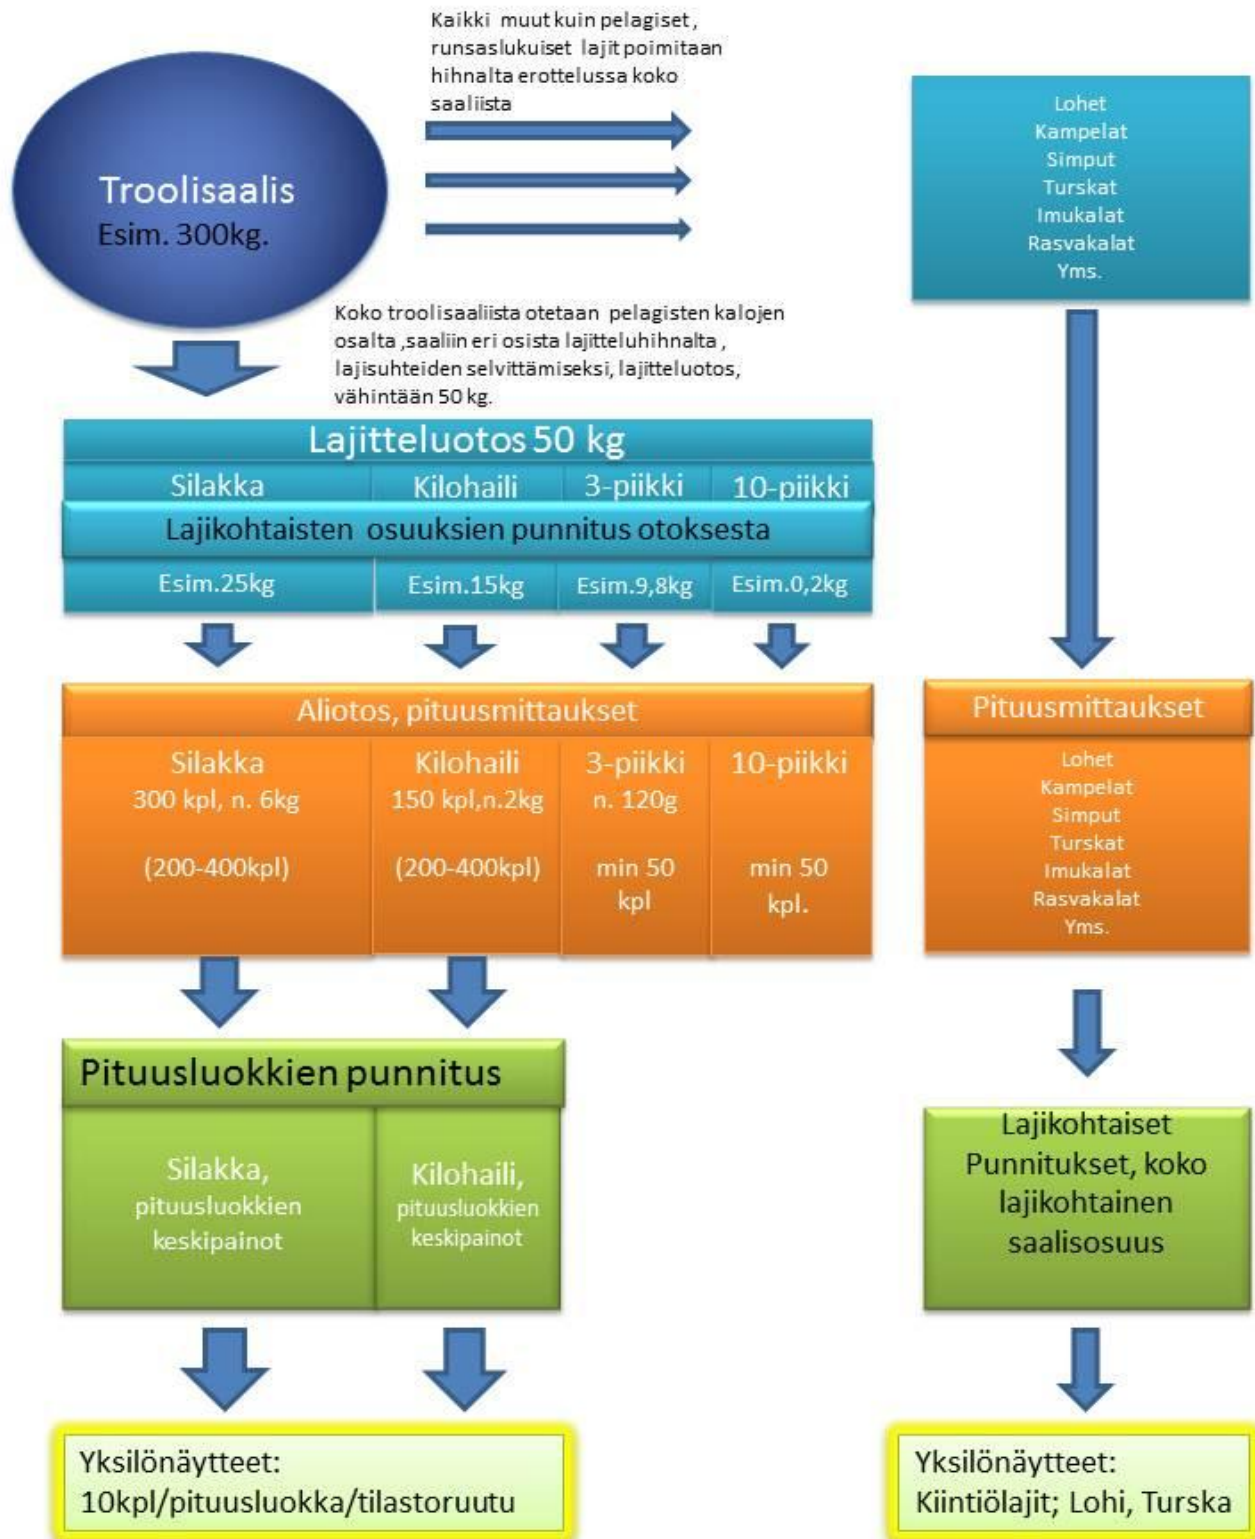 Kaikki muut kuin pelagiset,
runsaslukuiset lajit poimitaan
hihnalta erottelussa koko
saaliista
Troolisaalis
Esim. 300kg.
Lohet
Kampelat
Simput
Turskat
Imukalat
Rasvakalat
Yms.
Koko troolisaaliista otetaan pelagisten kalojen
osalta ,saaliin eri osista lajitteluhihnalta ,
lajisuhteiden selvittämiseksi, lajitteluotos,
vähintään 50 kg.
Lajitteluotos 50 kg
Silakka Kilohaili 3-piikki 10-piikki
Lajikohtaisten osuuksien punnitus otoksesta
Esim.25kg Esim.15kg Esim.9,8kg Esim.0,2kg
Aliotos, pituusmittaukset
Silakka Kilohaili 3-piikki 10-piikki
300 kpl, n. 6kg 150 kpl,n.2kg n. 120g
(200-400kpl) (200-400kpl) min 50 min 50
kpl kpl.
Pituusmittaukset
Lohet
Kampelat
Simput
Turskat
Imukalat
Rasvakalat
Yms.
Pituusluokkien punnitus
Silakka,
pituusluokkien
keskipainot
Kilohaili,
pituusluokkien
keskipainot
Lajikohtaiset
Punnitukset, koko
lajikohtainen
saalisosuus
Yksilönäytteet:
10kpl/pituusluokka/tilastoruutu
Yksilönäytteet:
Kiintiölajit; Lohi, Turska